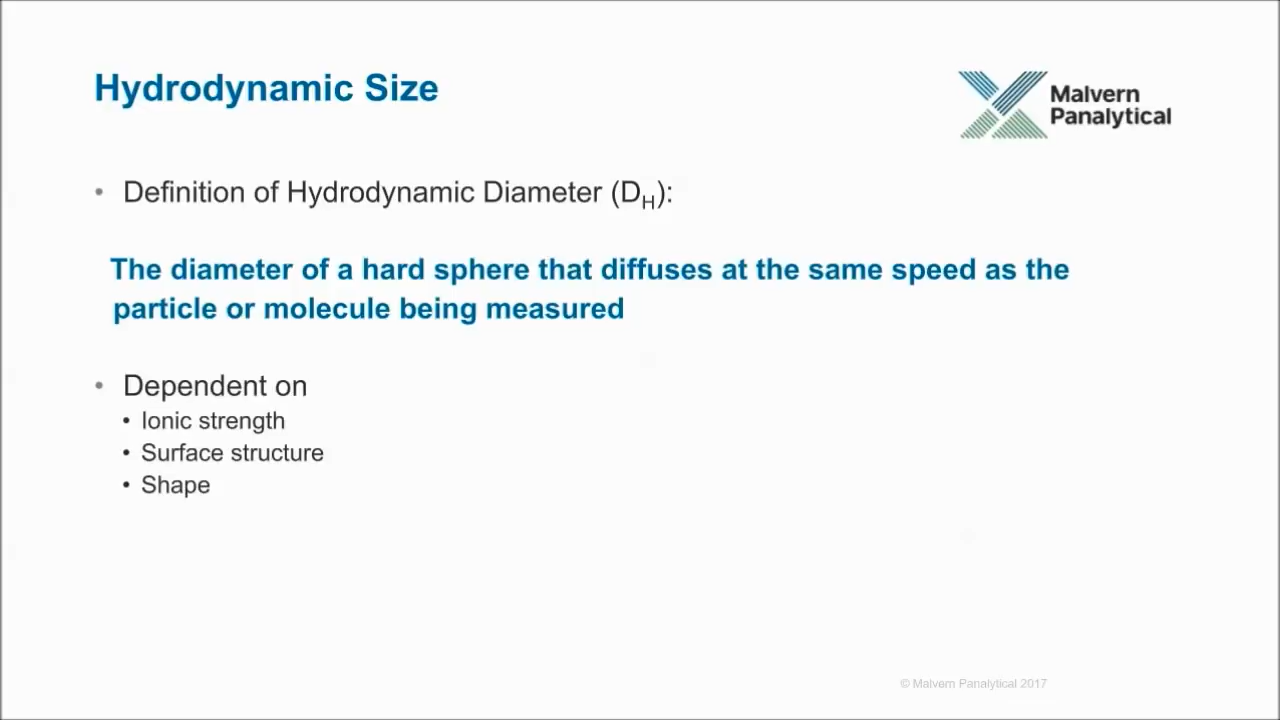 Hydrodynamic Size
Malvern
Panalytical
• Definition of Hydrodynamic Diameter (D_H):
The diameter of a hard sphere that diffuses at the same speed as the
particle or molecule being measured
• Dependent on
• Ionic strength
• Surface structure
• Shape
© Malvern Panalytical 2017